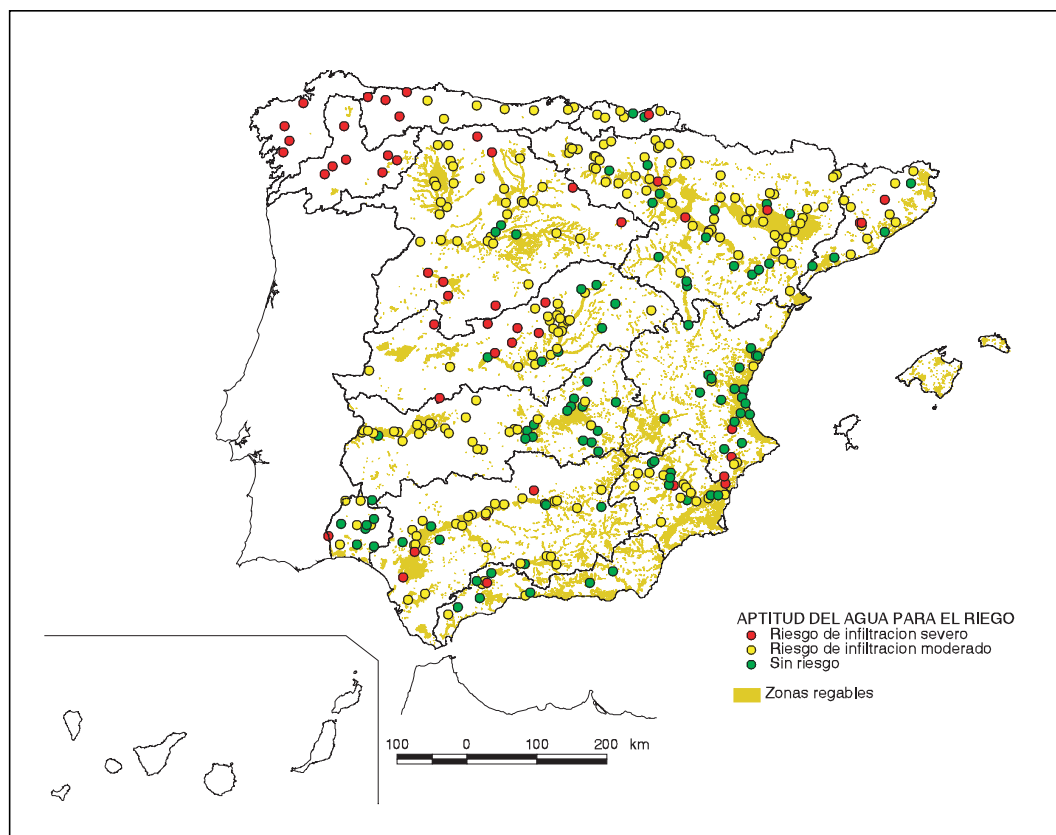 APTITUD DEL AGUA PARA EL RIEGO
Riesgo de infiltracion severo
Riesgo de infiltracion moderado
Sin riesgo
Zonas regables
100 0 100 200 km